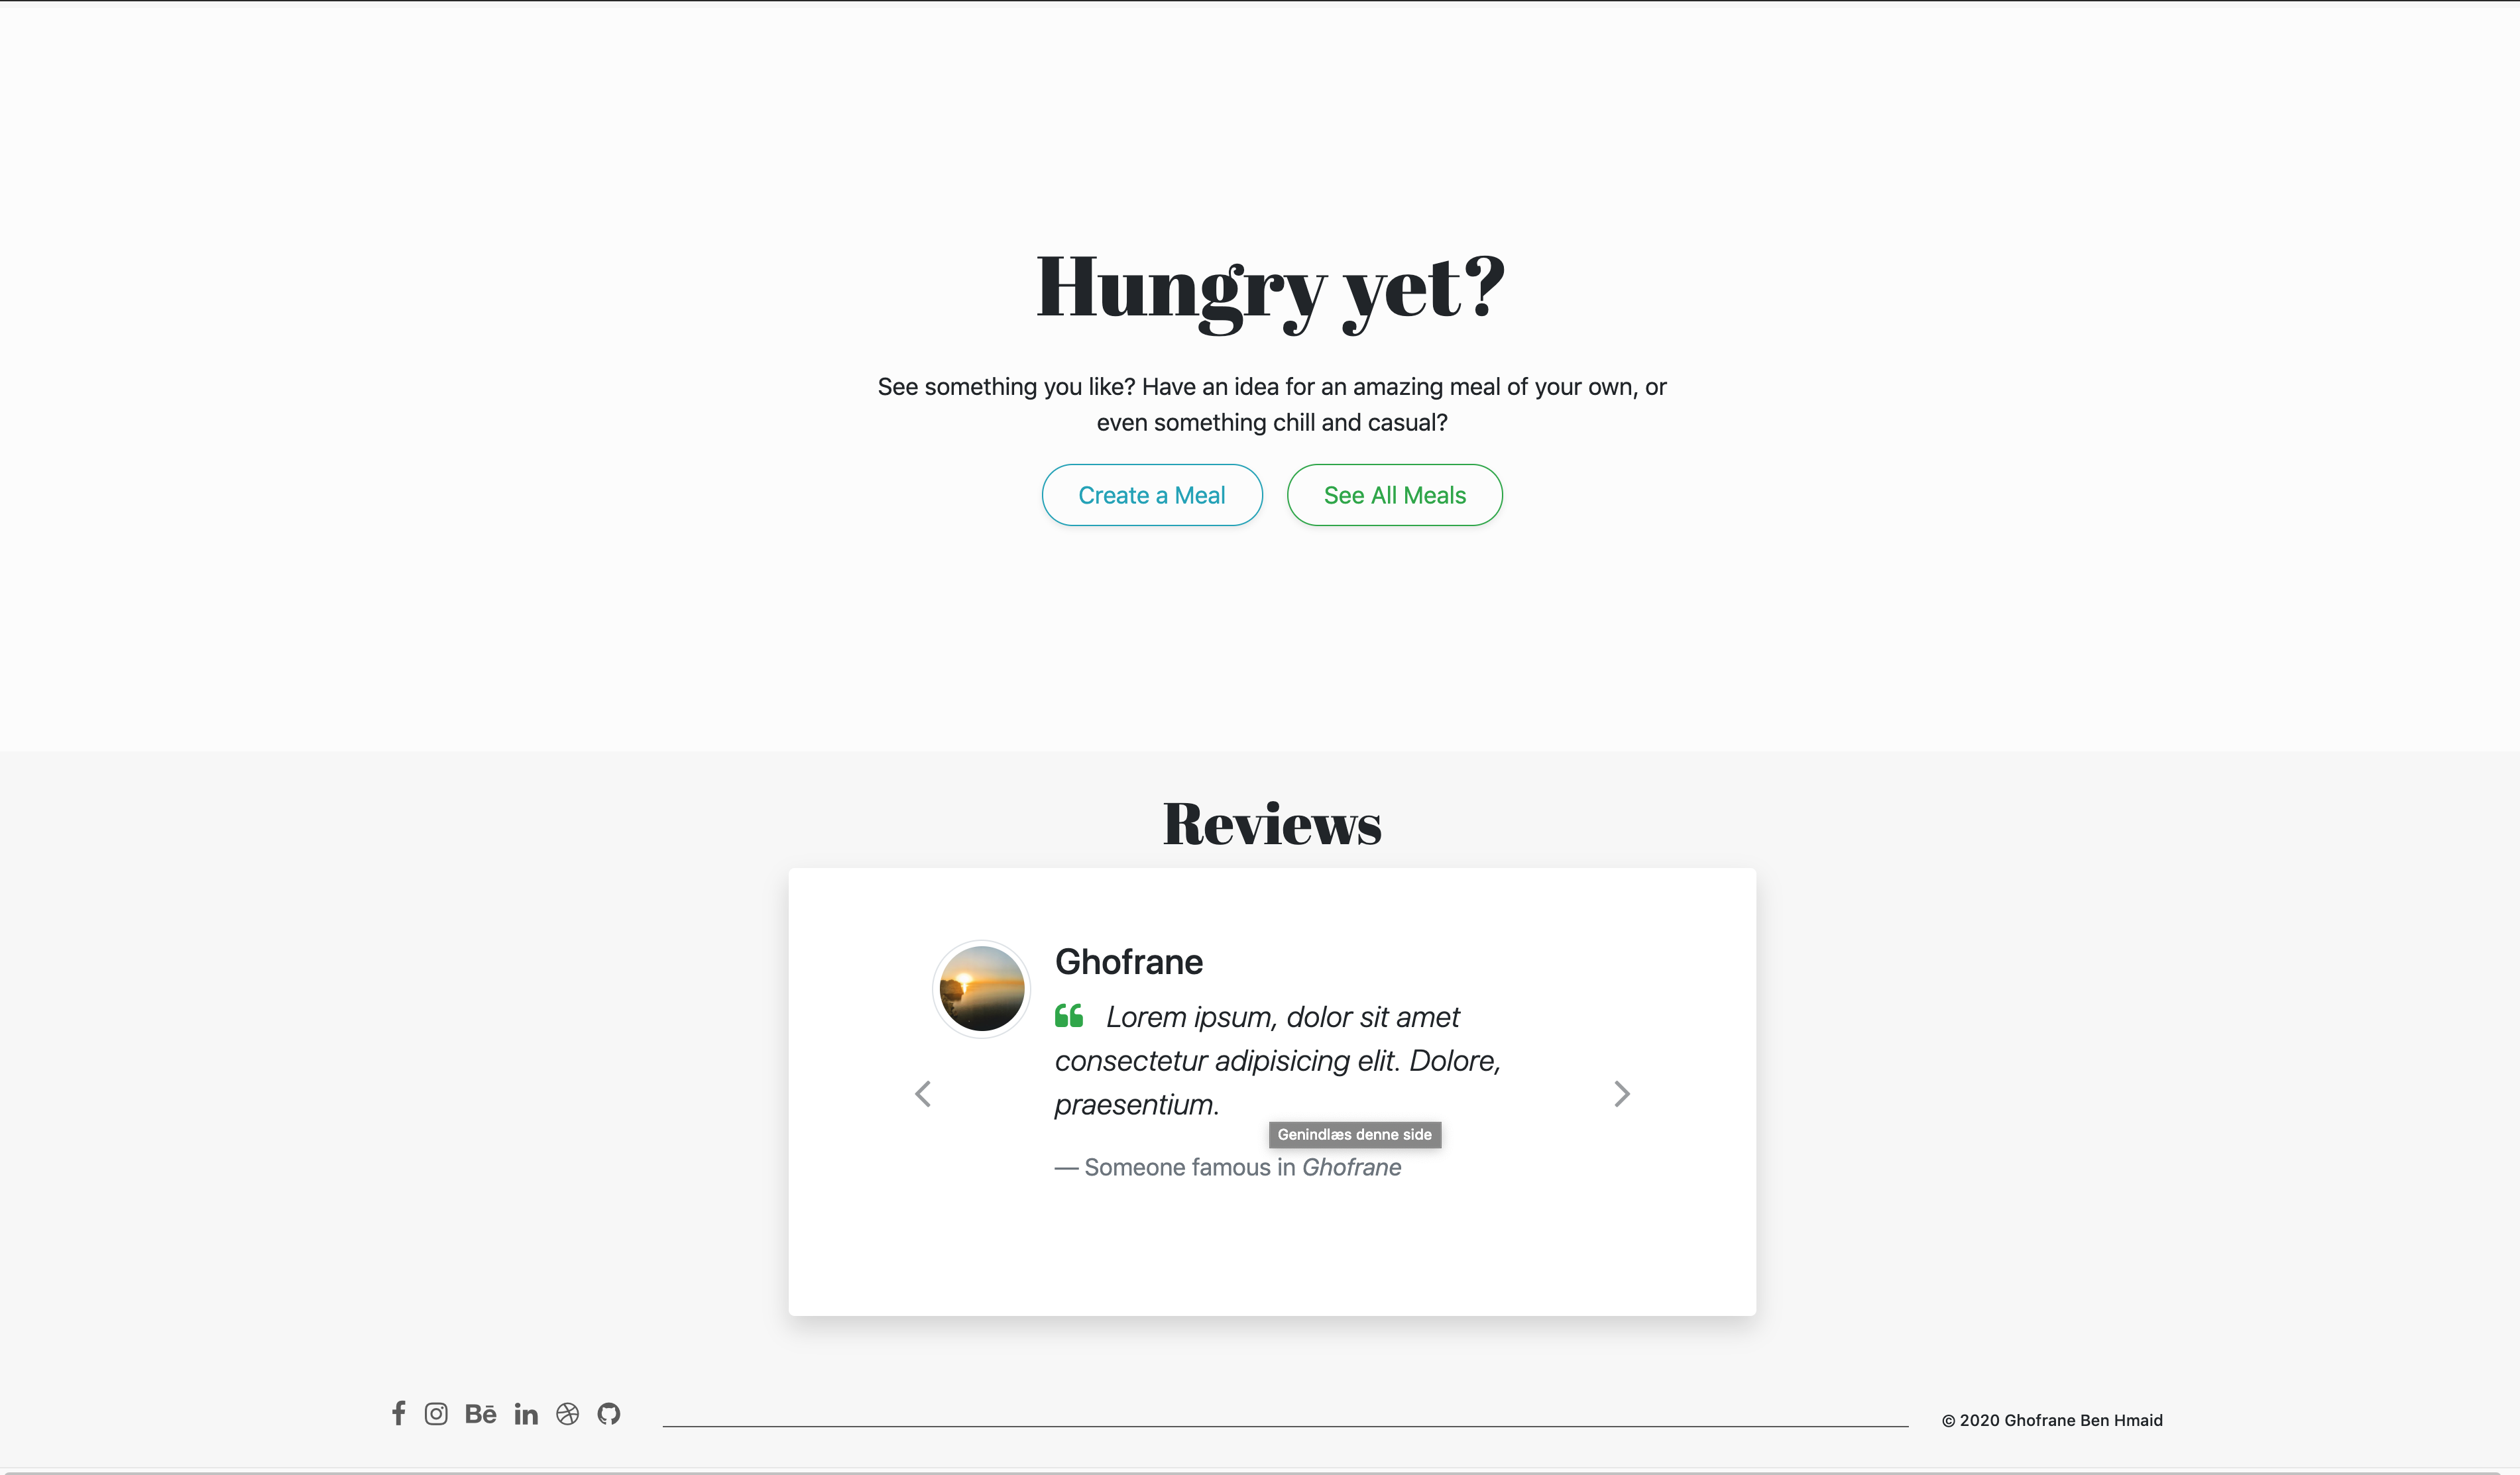 Hungry yet?
See something you like? Have an idea for an amazing meal of your own, or
even something chill and casual?
Create a Meal
See All Meals
Reviews
Ghofrane
Lorem ipsum, dolor sit amet
consectetur adipisicing elit. Dolore,
praesentium.
Genindlæs denne side
— Someone famous in Ghofrane
© 2020 Ghofrane Ben Hmaid